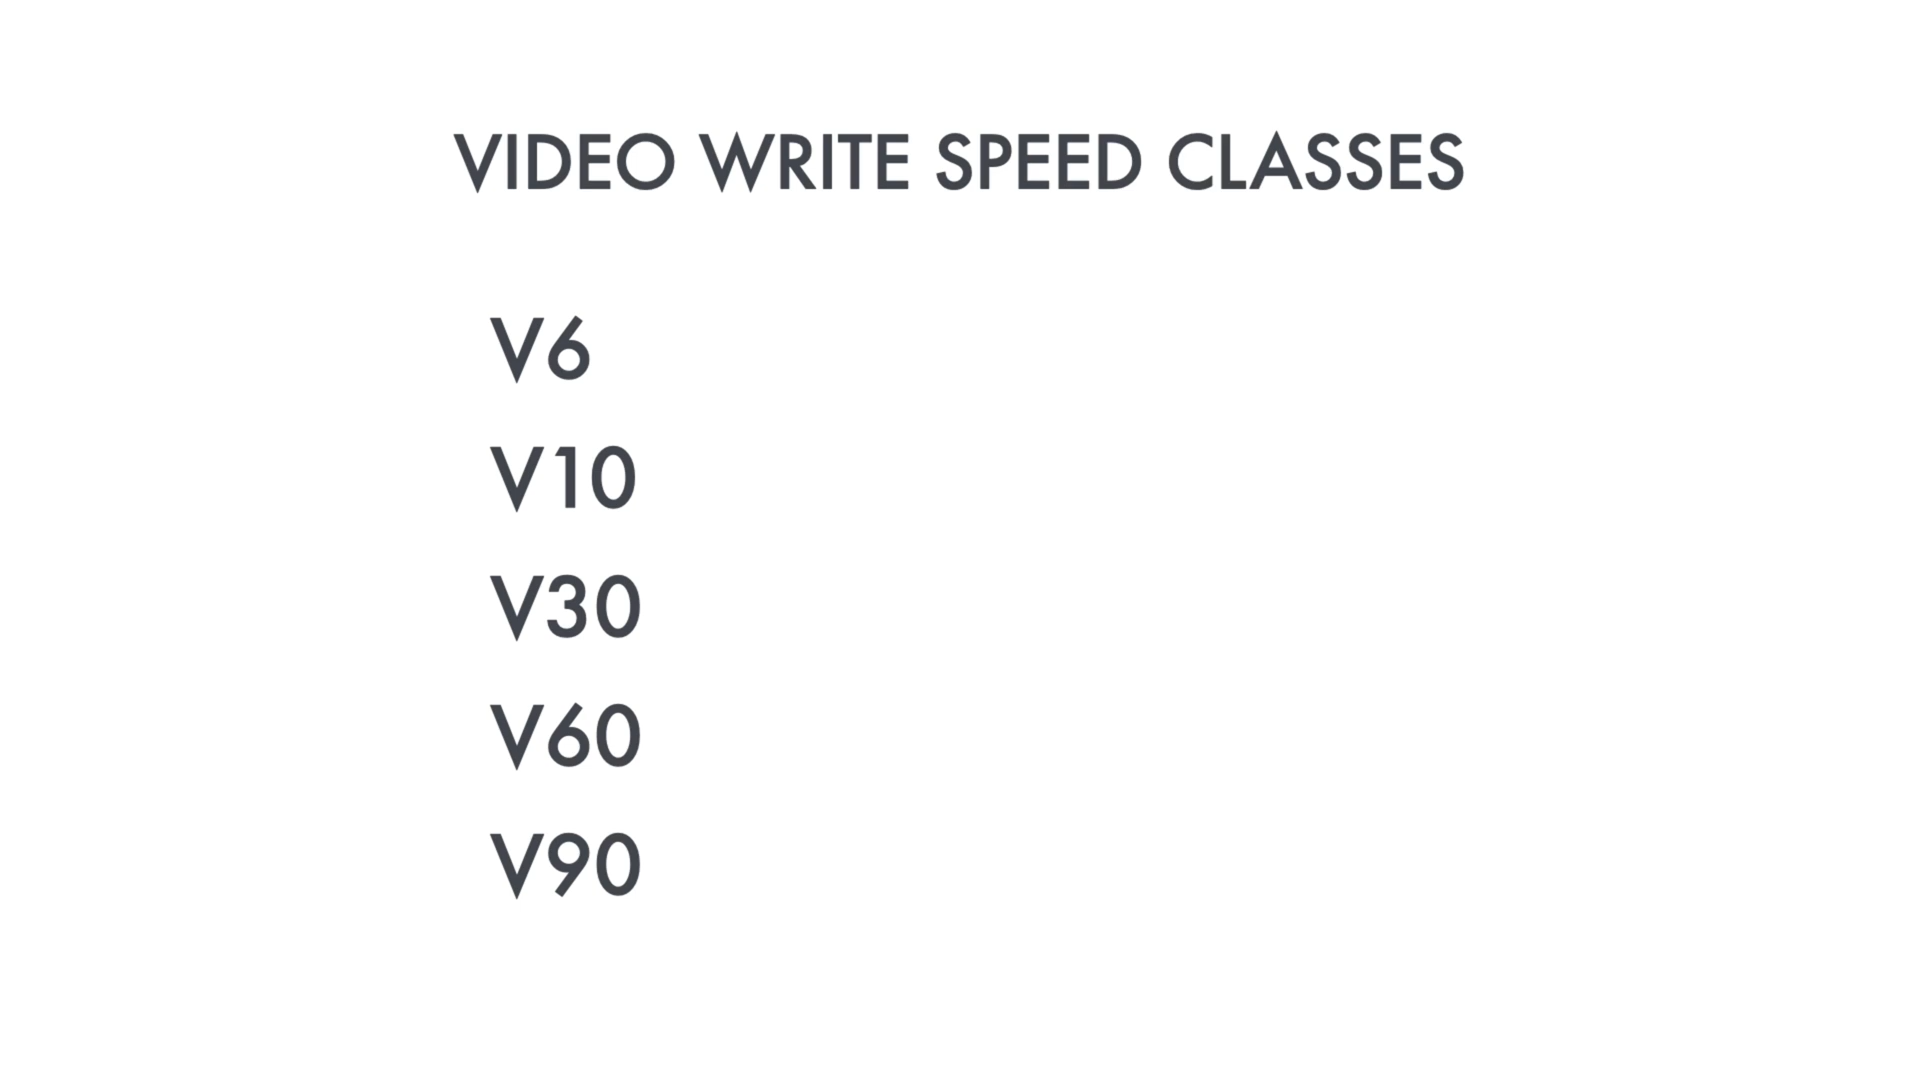 VIDEO WRITE SPEED CLASSES
V6
V10
V30
V60
V90